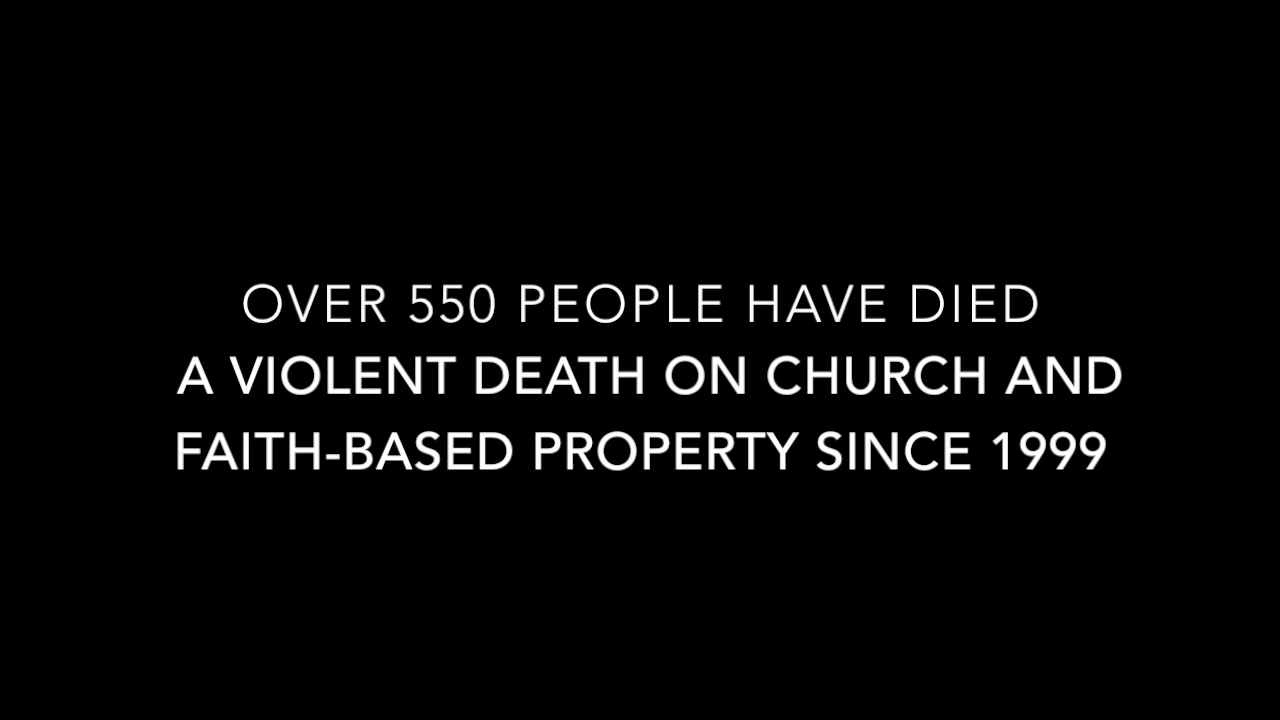 OVER 550 PEOPLE HAVE DIED
A VIOLENT DEATH ON CHURCH AND
FAITH-BASED PROPERTY SINCE 1999